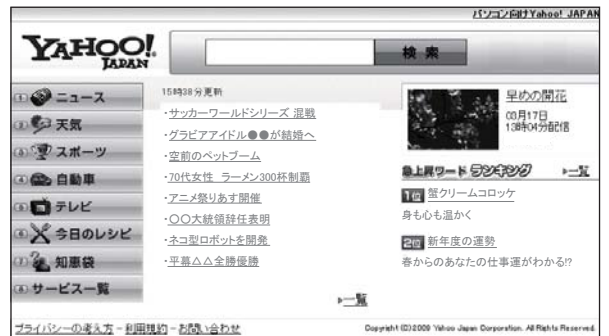 パソコン向けYahoo! JAPAN
YAHOO!
JAPAN
検索
① ニュース
② 天気
③ スポーツ
④ 自動車
⑤ テレビ
⑥ 今日のレシピ
⑦ 知恵袋
⑧ サービス一覧
15時38分更新
・サッカーワールドシリーズ 混戦
・グラビアアイドル●●が結婚へ
・空前のペットブーム
・70代女性 ラーメン300杯制覇
・アニメ祭りあす開催
・〇〇大統領辞任表明
・ネコ型ロボットを開発
・平幕△△全勝優勝
▶一覧
早めの開花
03月17日
13時04分配信
急上昇ワード ランキング ▶一覧
1位 蟹クリームコロッケ
身も心も温かく
2位 新年度の運勢
春からのあなたの仕事運がわかる!?
プライバシーの考え方 - 利用規約 - お問い合わせ
Copyright (C)2009 Yahoo Japan Corporation. All Rights Reserved.